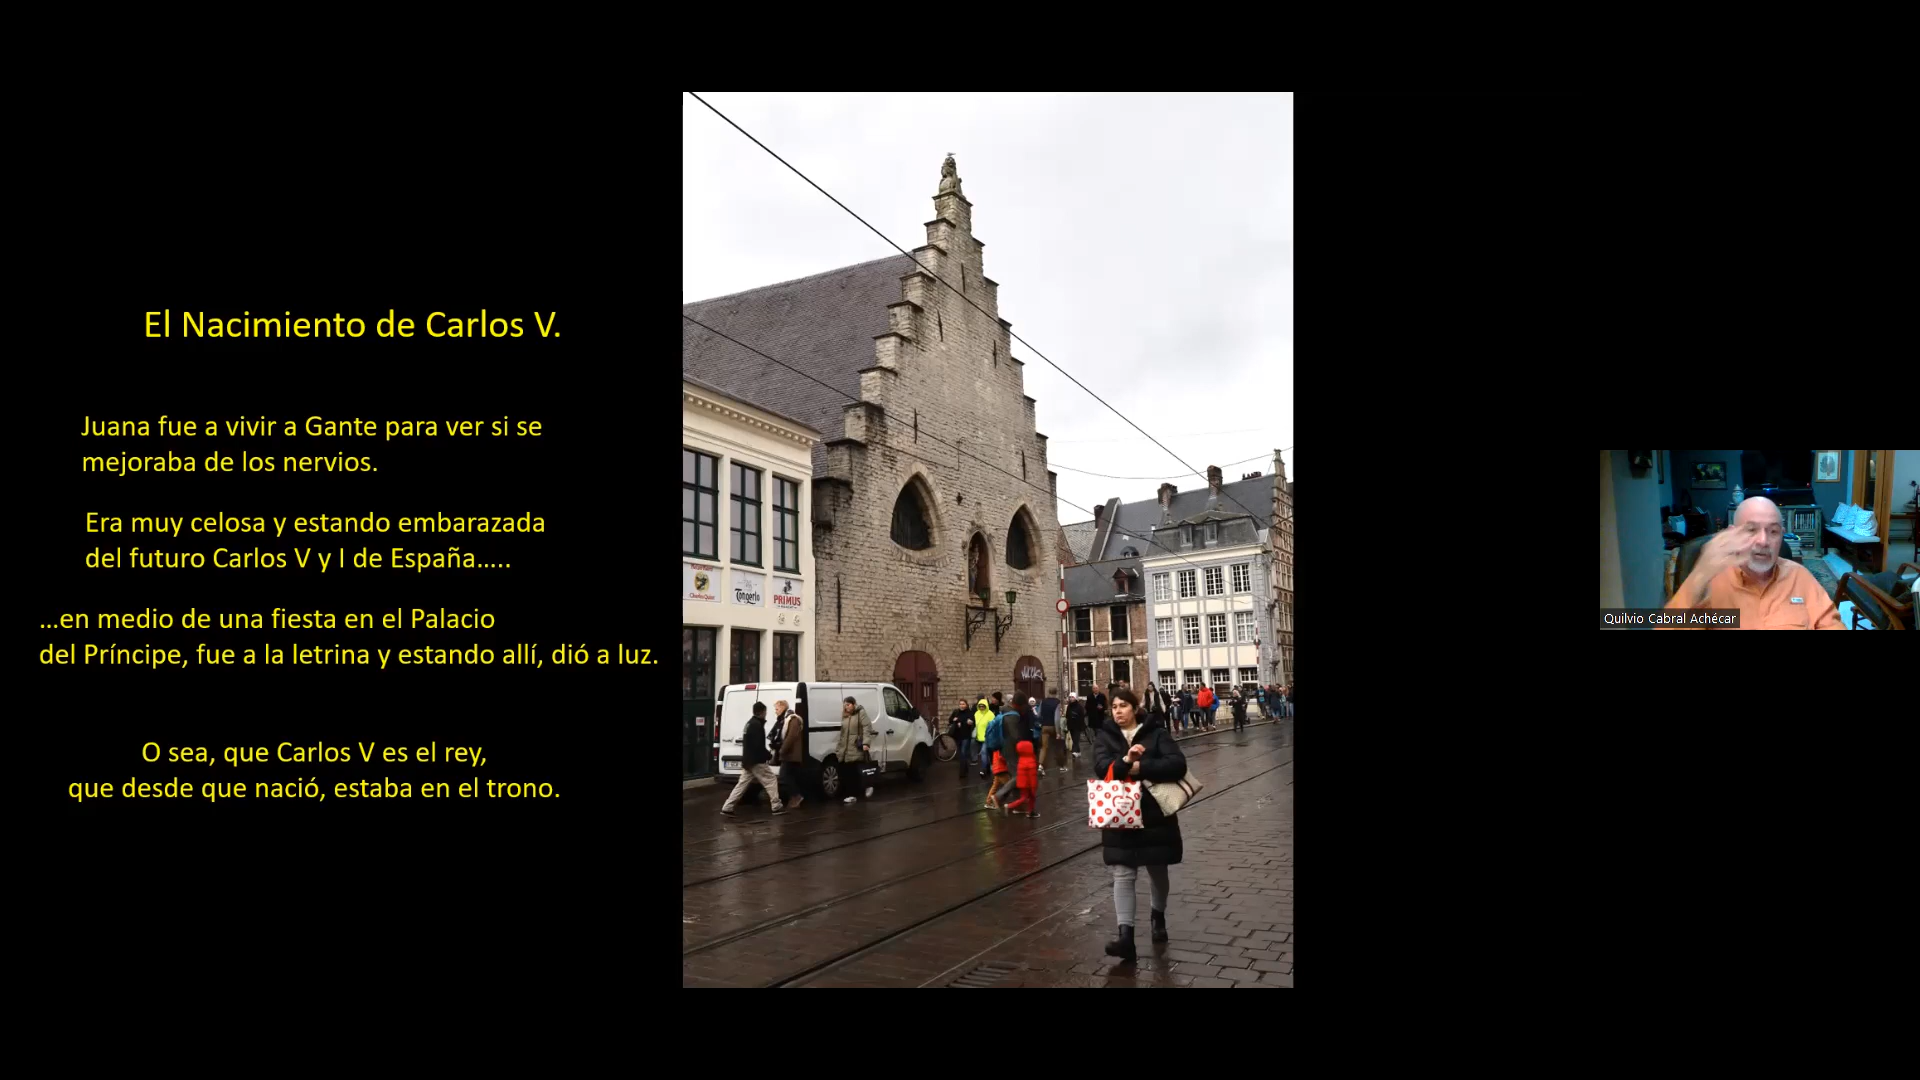 El Nacimiento de Carlos V.
Juana fue a vivir a Gante para ver si se
mejoraba de los nervios.
Era muy celosa y estando embarazada
del futuro Carlos V y I de España…..
…en medio de una fiesta en el Palacio
del Príncipe, fue a la letrina y estando allí, dió a luz.
O sea, que Carlos V es el rey,
que desde que nació, estaba en el trono.
Tongerlo
PRIMUS
Quilvio Cabral Achécar